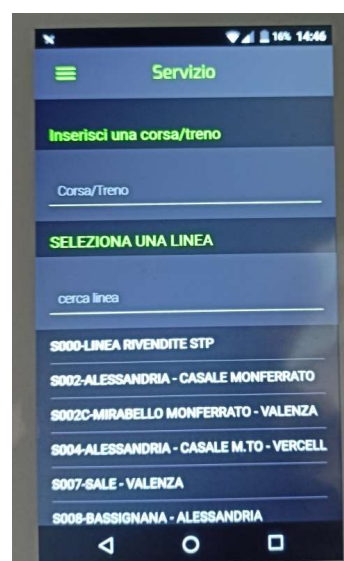 16% 14:46
Servizio
Inserisci una corsa/treno
Corsa/Treno
SELEZIONA UNA LINEA
cerca linea
S000-LINEA RIVENDITE STP
S002-ALESSANDRIA - CASALE MONFERRATO
S002C-MIRABELLO MONFERRATO - VALENZA
S004-ALESSANDRIA - CASALE M.TO - VERCELL
S007-SALE - VALENZA
S008-BASSIGNANA - ALESSANDRIA